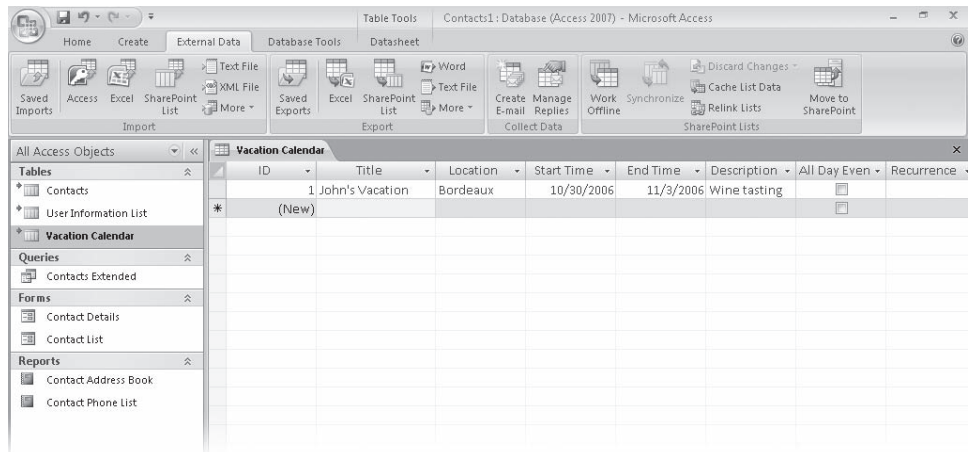 Table Tools Contacts1 : Database (Access 2007) - Microsoft Access
Home Create External Data Database Tools Datasheet
Saved Imports
Access
Excel
SharePoint List
Text File
XML File
More
Import
Saved Exports
Excel
SharePoint List
Word
Text File
More
Export
Create E-mail
Manage Replies
Collect Data
Work Offline
Synchronize
Discard Changes
Cache List Data
Relink Lists
Move to SharePoint
SharePoint Lists
All Access Objects
Tables
Contacts
User Information List
Vacation Calendar
Queries
Contacts Extended
Forms
Contact Details
Contact List
Reports
Contact Address Book
Contact Phone List
Vacation Calendar
ID Title Location Start Time End Time Description All Day Even Recurrence
1 John's Vacation Bordeaux 10/30/2006 11/3/2006 Wine tasting
(New)